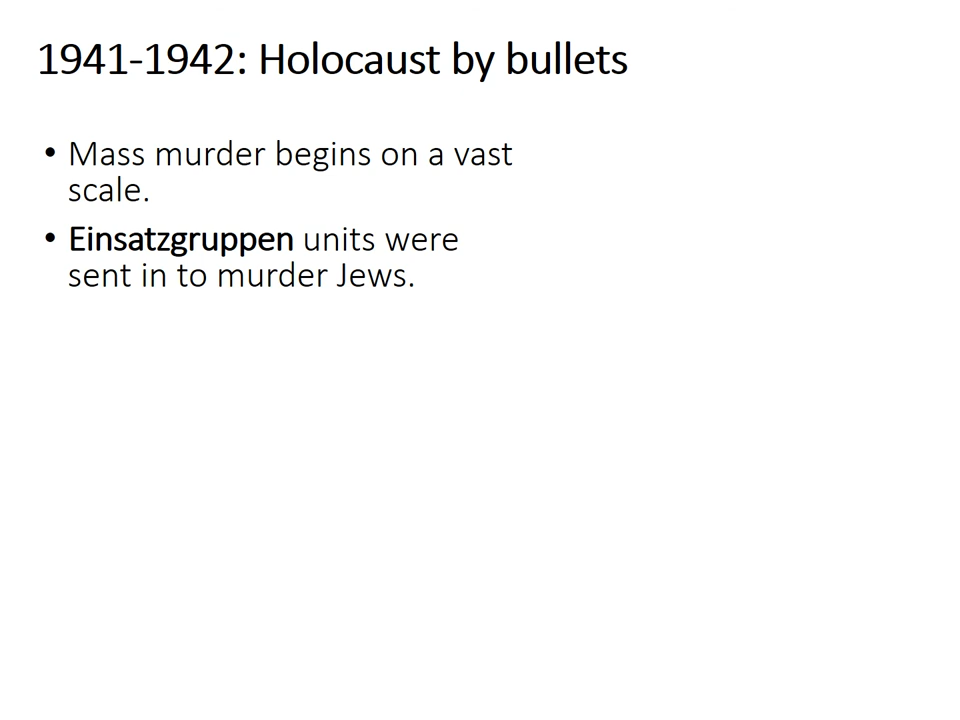 1941-1942: Holocaust by bullets
• Mass murder begins on a vast
scale.
• Einsatzgruppen units were
sent in to murder Jews.